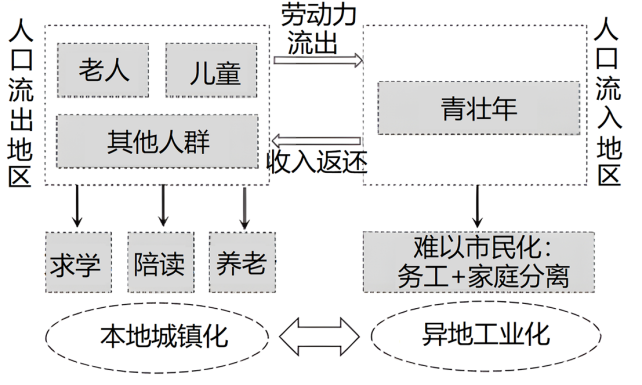 人口流出地区
老人
儿童
其他人群
劳动力
流出
收入返还
青壮年
人口流入地区
求学
陪读
养老
难以市民化：
务工+家庭分离
本地城镇化
异地工业化